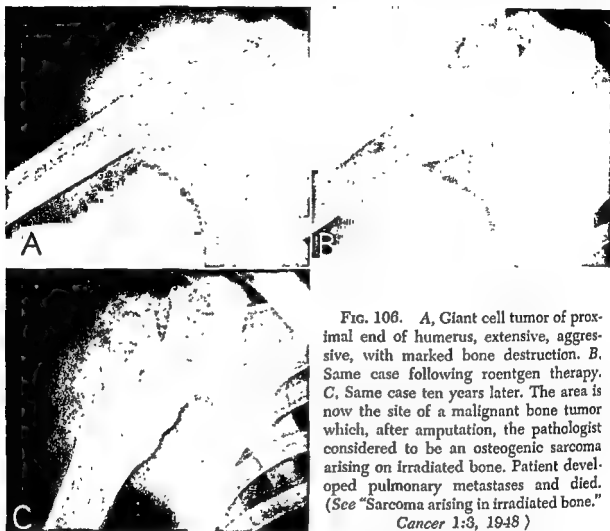 A
B
C
FIG. 106. A, Giant cell tumor of prox-
imal end of humerus, extensive, aggres-
sive, with marked bone destruction. B,
Same case following roentgen therapy.
C, Same case ten years later. The area is
now the site of a malignant bone tumor
which, after amputation, the pathologist
considered to be an osteogenic sarcoma
arising on irradiated bone. Patient devel-
oped pulmonary metastases and died.
(See "Sarcoma arising in irradiated bone."
Cancer 1:3, 1948 )